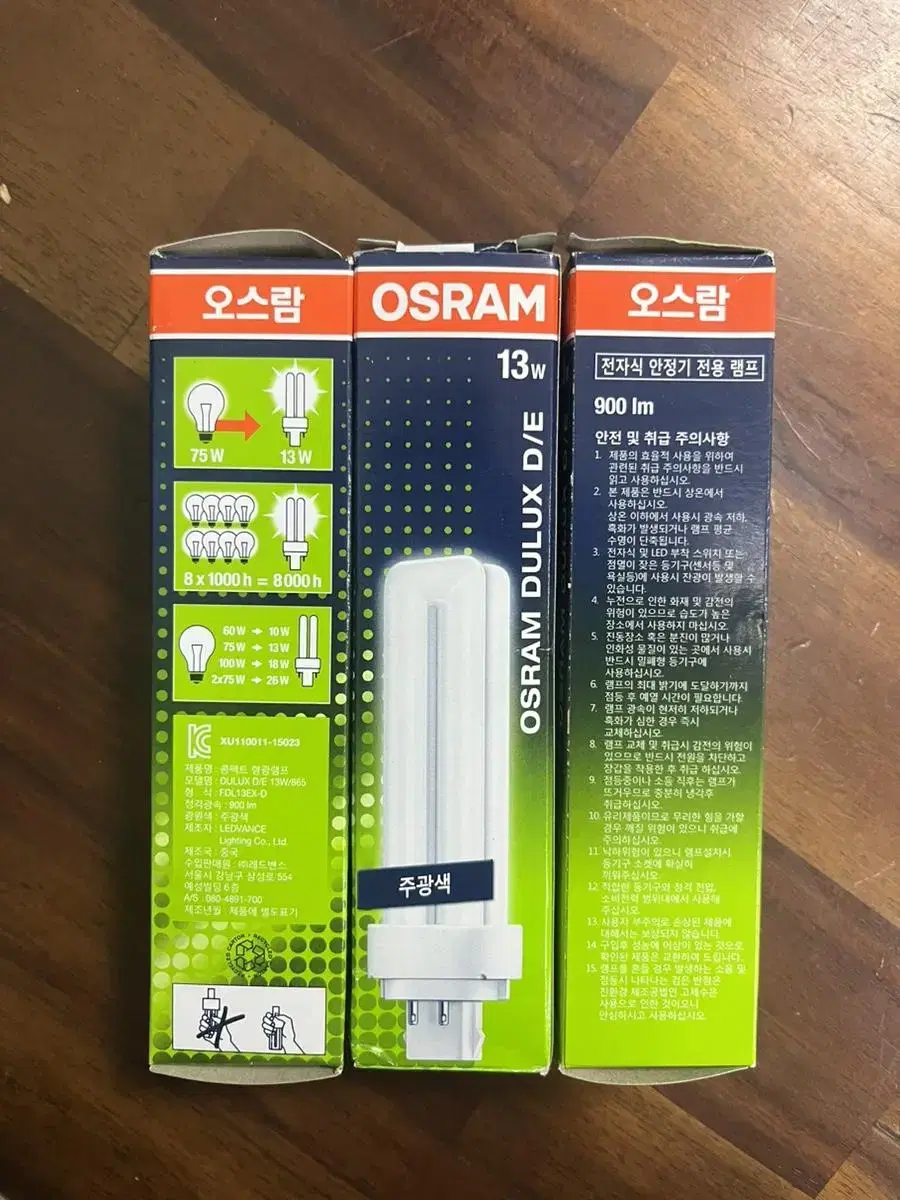 오스람
75 W
13 W
8 x 1000 h = 8000 h
60 W → 10 W
75 W → 13 W
100 W → 18 W
2x75 W → 26 W
XU110011-15023
제품명 : 콤팩트 형광램프
모델명 : DULUX D/E 13W/865
형 식 : FDL13EX-D
정격광속 : 900 lm
광원색 : 주광색
제조자 : LEDVANCE
Lighting Co., Ltd.
제조국 : 중국
수입판매원 : ㈜레드밴스
서울시 강남구 삼성로 554
예성빌딩 6층
A/S : 080-4891-700
제조년월 : 제품에 별도표기
OSRAM
13W
OSRAM DULUX D/E
주광색
오스람
전자식 안정기 전용 램프
900 lm
안전 및 취급 주의사항
1. 제품의 효율적 사용을 위하여
관련된 취급 주의사항을 반드시
읽고 사용하십시오.
2. 본 제품은 반드시 상온에서
사용하십시오.
상온 이하에서 사용시 광속 저하,
흑화가 발생되거나 램프 평균
수명이 단축됩니다.
3. 전자식 및 LED 부착 스위치 또는
점멸이 잦은 등기구(센서등 및
욕실등)에 사용시 잔광이 발생할 수
있습니다.
4. 누전으로 인한 화재 및 감전의
위험이 있으므로 습도가 높은
장소에서 사용하지 마십시오.
5. 진동장소 혹은 분진이 많거나
인화성 물질이 있는 곳에서 사용시
반드시 밀폐형 등기구에
사용하십시오.
6. 램프의 최대 밝기에 도달하기까지
점등 후 예열 시간이 필요합니다.
7. 램프 광속이 현저히 저하되거나
흑화가 심한 경우 즉시
교체하십시오.
8. 램프 교체 및 취급시 감전의 위험이
있으므로 반드시 전원을 차단하고
장갑을 착용한 후 취급 하십시오.
9. 점등중이나 소등 직후는 램프가
뜨거우므로 충분히 냉각후
취급하십시오.
10. 유리제품이므로 무리한 힘을 가할
경우 깨질 위험이 있으니 취급에
주의하십시오.
11. 낙하위험이 있으니 램프설치시
등기구 소켓에 확실히
끼워주십시오.
12. 적합한 등기구와 정격 전압,
소비전력 범위내에서 사용해
주십시오.
13. 사용자 부주의로 손상된 제품에
대해서는 보상되지 않습니다.
14. 구입후 성능에 이상이 있는 것으로
확인된 제품은 교환하여 드립니다.
15. 램프를 흔들 경우 발생하는 소음 및
점등시 나타나는 검은 반점은
친환경 제조공법인 고체수은
사용으로 인한 것이오니
안심하시고 사용하십시오.